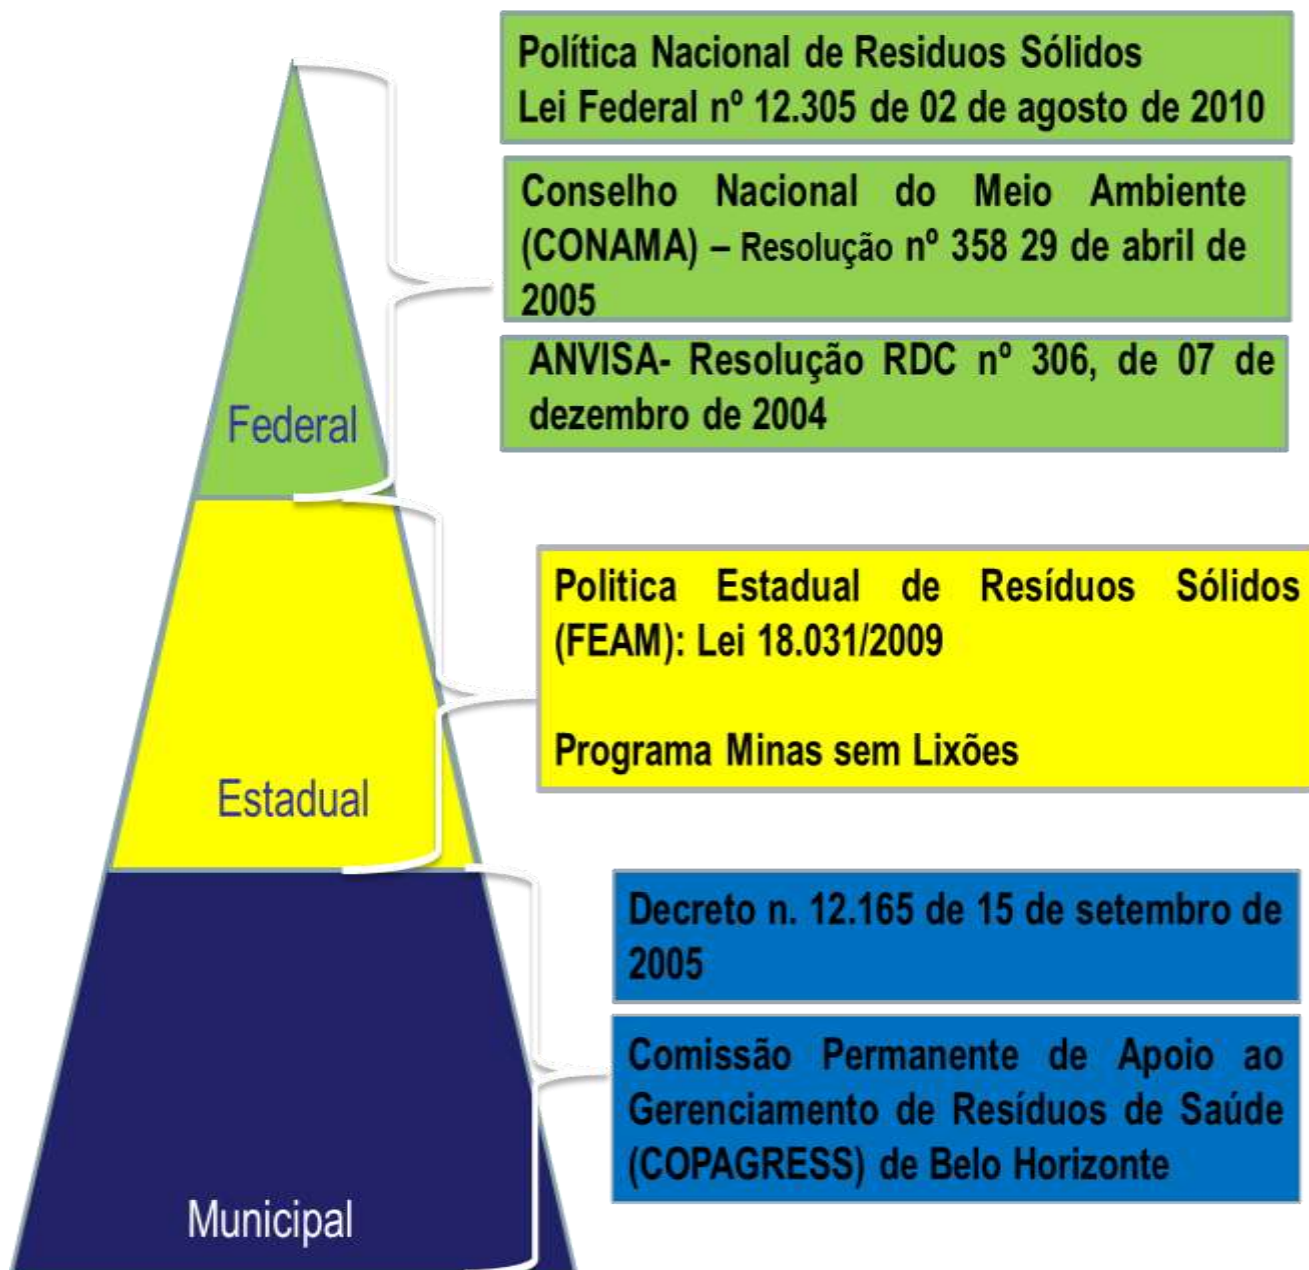 Política Nacional de Residuos Sólidos
Lei Federal nº 12.305 de 02 de agosto de 2010
Conselho Nacional do Meio Ambiente
(CONAMA) – Resolução nº 358 29 de abril de
2005
ANVISA- Resolução RDC nº 306, de 07 de
dezembro de 2004
Federal
Politica Estadual de Resíduos Sólidos
(FEAM): Lei 18.031/2009
Programa Minas sem Lixões
Estadual
Decreto n. 12.165 de 15 de setembro de
2005
Comissão Permanente de Apoio ao
Gerenciamento de Resíduos de Saúde
(COPAGRESS) de Belo Horizonte
Municipal